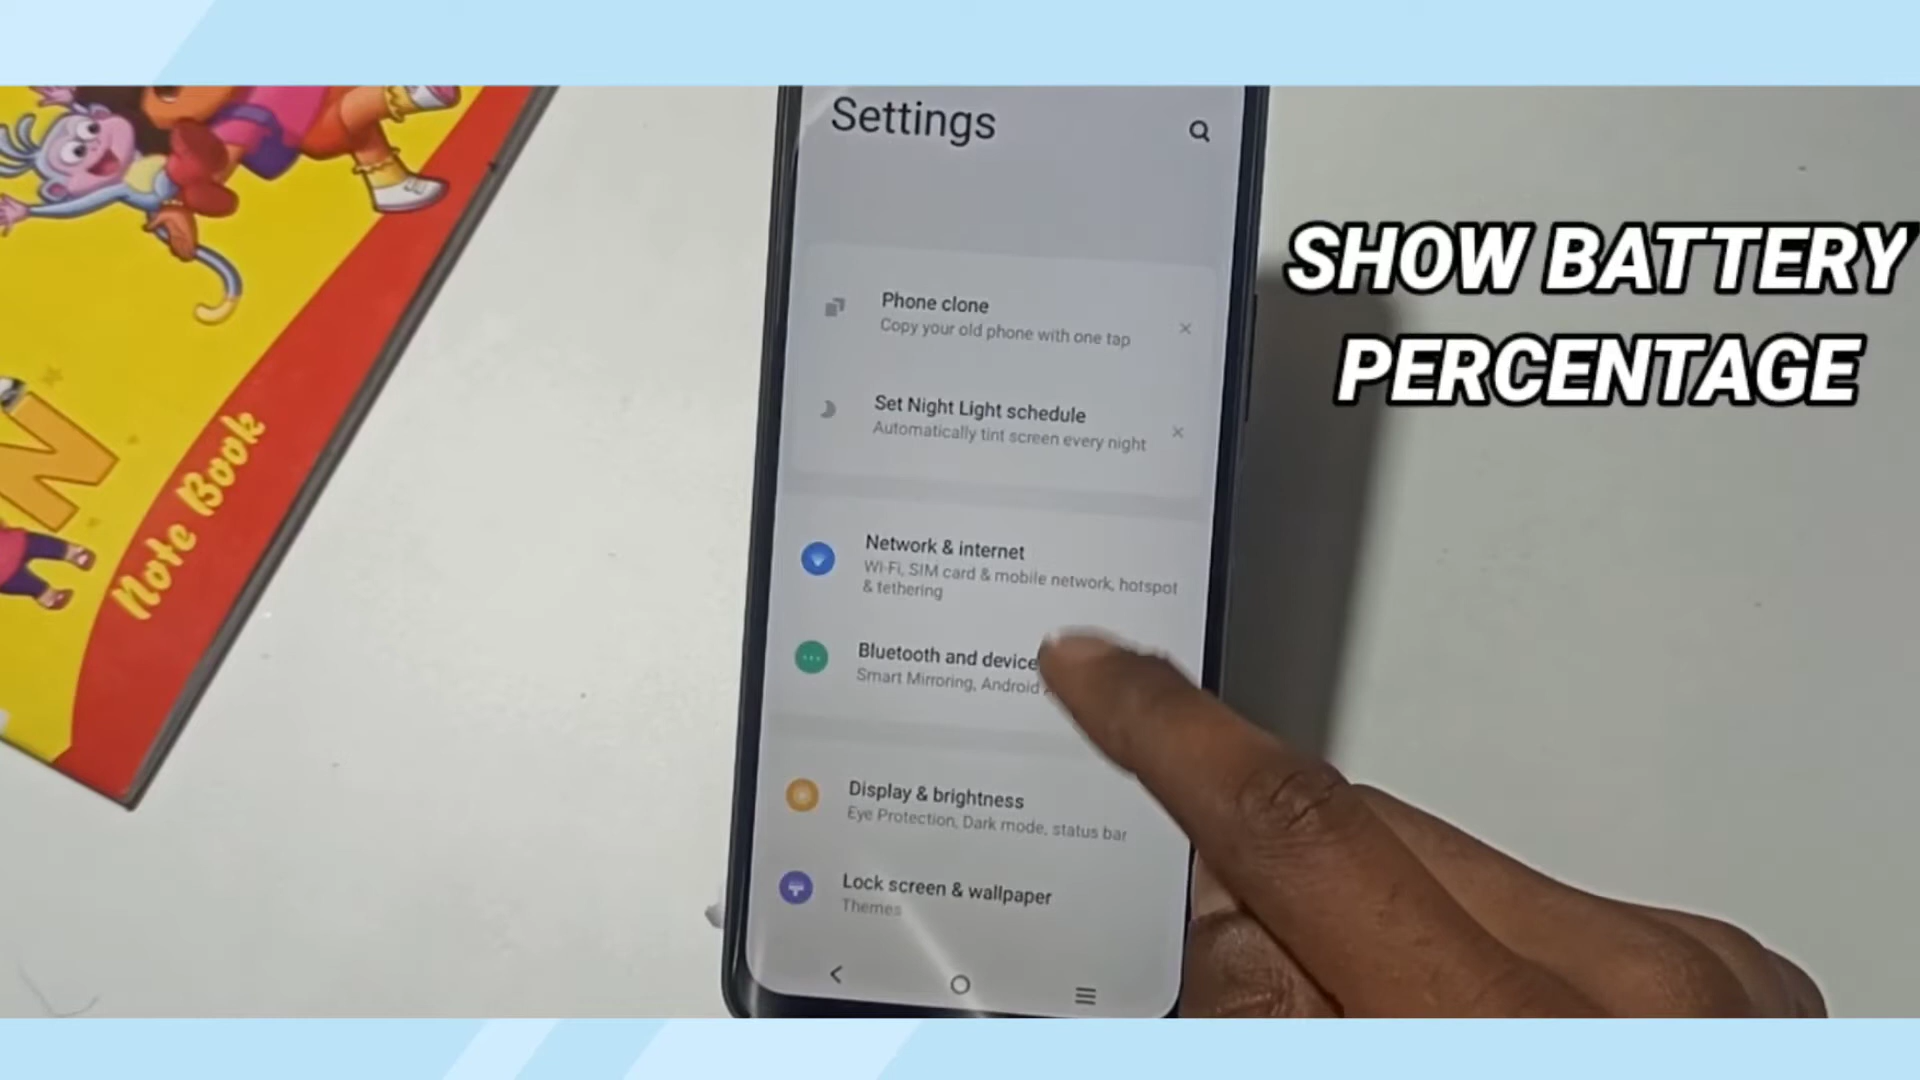 Settings
SHOW BATTERY
PERCENTAGE
Phone clone
Copy your old phone with one tap
Set Night Light schedule
Automatically tint screen every night
Network & internet
Wi-Fi, SIM card & mobile network, hotspot
& tethering
Bluetooth and device
Smart Mirroring, Android
Display & brightness
Eye Protection, Dark mode, status bar
Lock screen & wallpaper
Themes
N
Note Book